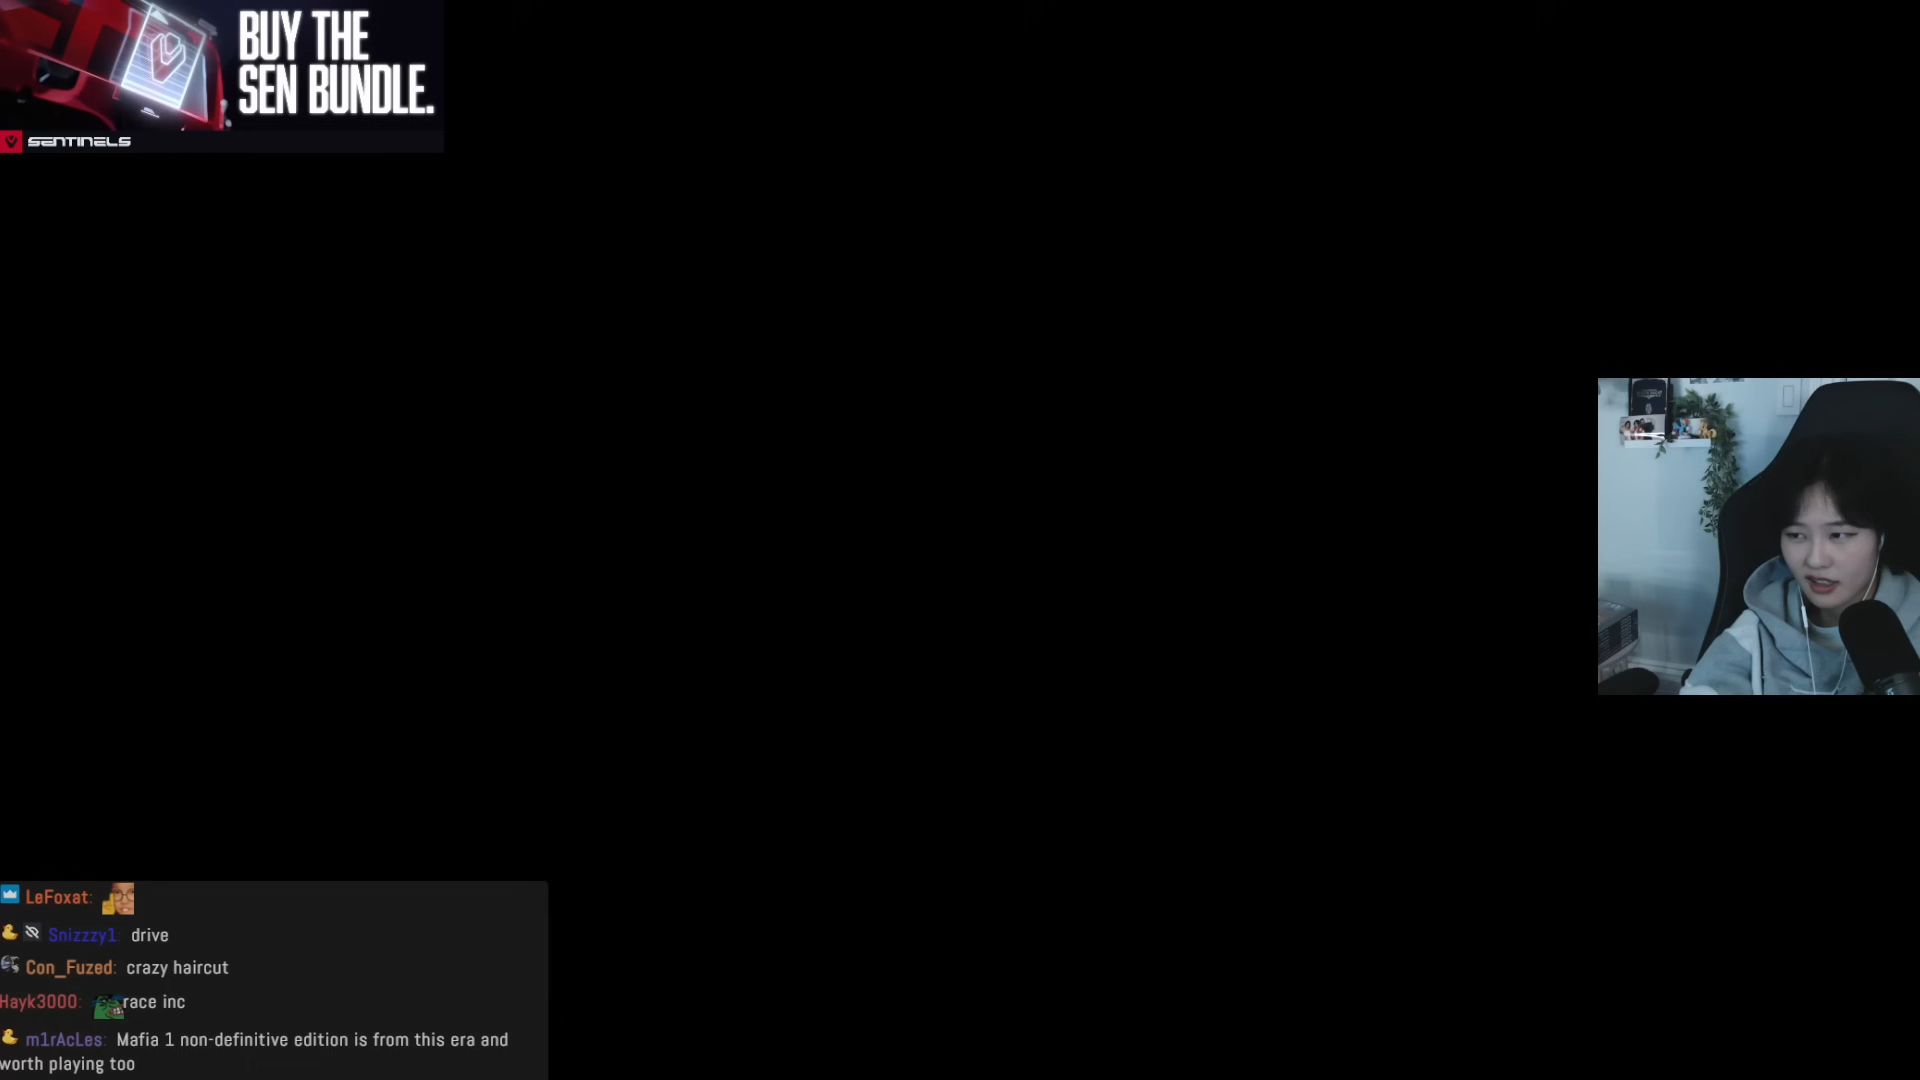 BUY THE
SEN BUNDLE.
SENTINELS
LeFoxat:
Snizzzy1: drive
Con_Fuzed: crazy haircut
Hayk3000: race inc
m1rAcLes: Mafia 1 non-definitive edition is from this era and
worth playing too